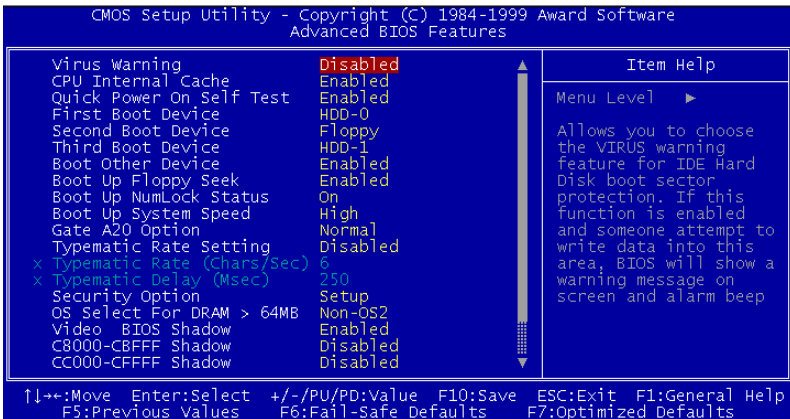 CMOS Setup Utility - Copyright (C) 1984-1999 Award Software
Advanced BIOS Features
Virus Warning Disabled
CPU Internal Cache Enabled
Quick Power On Self Test Enabled
First Boot Device HDD-0
Second Boot Device Floppy
Third Boot Device HDD-1
Boot Other Device Enabled
Boot Up Floppy Seek Enabled
Boot Up NumLock Status On
Boot Up System Speed High
Gate A20 Option Normal
Typematic Rate Setting Disabled
x Typematic Rate (Chars/Sec) 6
x Typematic Delay (Msec) 250
Security Option Setup
OS Select For DRAM > 64MB Non-OS2
Video BIOS Shadow Enabled
C8000-CBFFF Shadow Disabled
CC000-CFFFF Shadow Disabled
Item Help
Menu Level ►
Allows you to choose
the VIRUS warning
feature for IDE Hard
Disk boot sector
protection. If this
function is enabled
and someone attempt to
write data into this
area, BIOS will show a
warning message on
screen and alarm beep
↑↓→←:Move Enter:Select +/-/PU/PD:Value F10:Save ESC:Exit F1:General Help
F5:Previous Values F6:Fail-Safe Defaults F7:Optimized Defaults